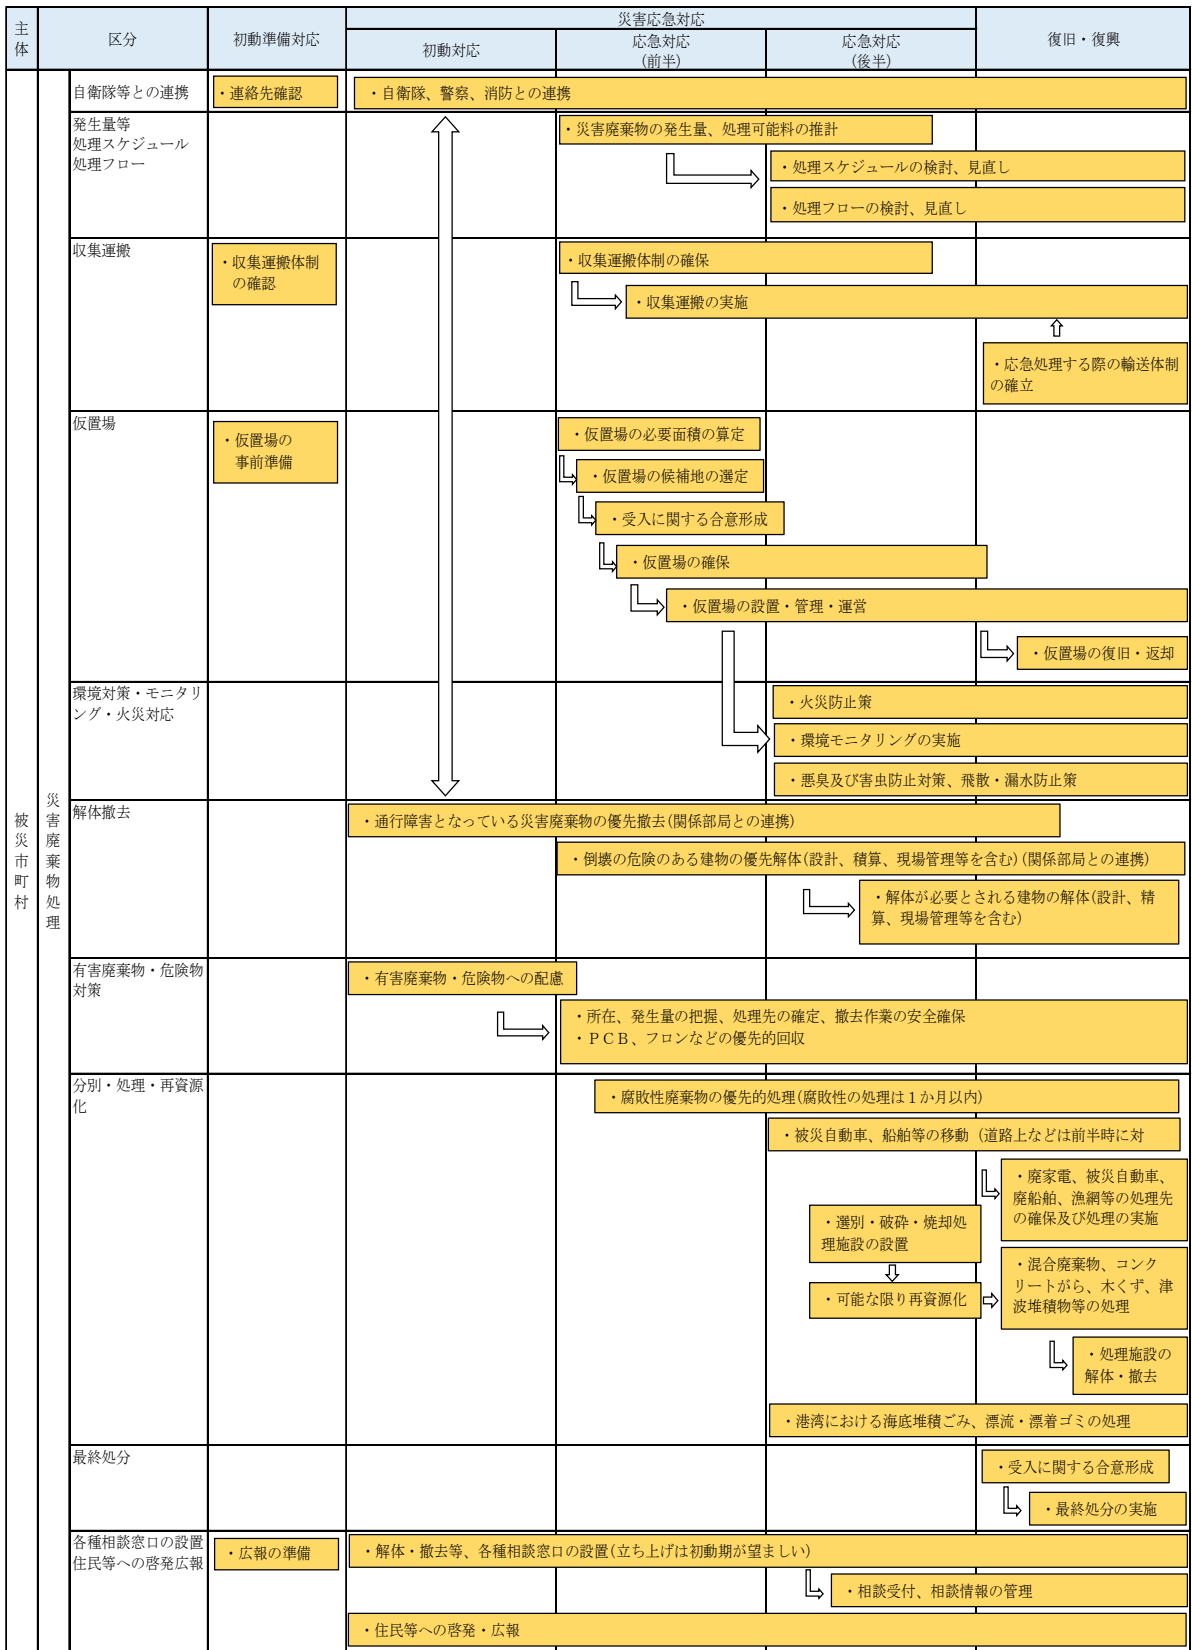 主体
区分
初動準備対応
災害応急対応
初動対応
応急対応
(前半)
応急対応
(後半)
復旧・復興
被災市町村
災害廃棄物処理
自衛隊等との連携
・連絡先確認
・自衛隊、警察、消防との連携
発生量等
処理スケジュール
処理フロー
・災害廃棄物の発生量、処理可能料の推計
・処理スケジュールの検討、見直し
・処理フローの検討、見直し
収集運搬
・収集運搬体制
の確認
・収集運搬体制の確保
・収集運搬の実施
・応急処理する際の輸送体制
の確立
仮置場
・仮置場の
事前準備
・仮置場の必要面積の算定
・仮置場の候補地の選定
・受入に関する合意形成
・仮置場の確保
・仮置場の設置・管理・運営
・仮置場の復旧・返却
環境対策・モニタリ
ング・火災対応
・火災防止策
・環境モニタリングの実施
・悪臭及び害虫防止対策、飛散・漏水防止策
解体撤去
・通行障害となっている災害廃棄物の優先撤去(関係部局との連携)
・倒壊の危険のある建物の優先解体(設計、積算、現場管理等を含む)(関係部局との連携)
・解体が必要とされる建物の解体(設計、精
算、現場管理等を含む)
有害廃棄物・危険物
対策
・有害廃棄物・危険物への配慮
・所在、発生量の把握、処理先の確定、撤去作業の安全確保
・ＰＣＢ、フロンなどの優先的回収
分別・処理・再資源
化
・腐敗性廃棄物の優先的処理(腐敗性の処理は１か月以内)
・被災自動車、船舶等の移動（道路上などは前半時に対
・廃家電、被災自動車、
廃船舶、漁網等の処理先
の確保及び処理の実施
・選別・破砕・焼却処
理施設の設置
・可能な限り再資源化
・混合廃棄物、コンク
リートがら、木くず、津
波堆積物等の処理
・処理施設の
解体・撤去
・港湾における海底堆積ごみ、漂流・漂着ゴミの処理
最終処分
・受入に関する合意形成
・最終処分の実施
各種相談窓口の設置
住民等への啓発広報
・広報の準備
・解体・撤去等、各種相談窓口の設置(立ち上げは初動期が望ましい)
・相談受付、相談情報の管理
・住民等への啓発・広報